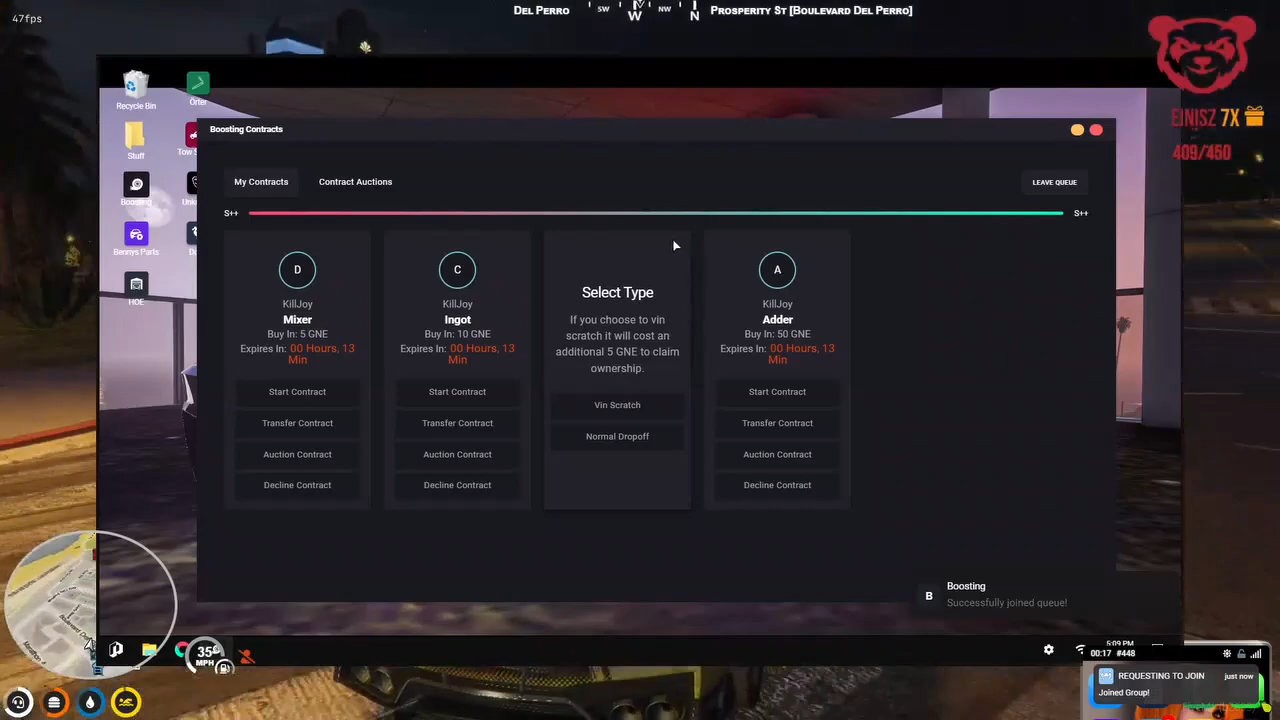 47fps
DEL PERRO
SW
W
NW
N
PROSPERITY ST [BOULEVARD DEL PERRO]
EINISZ 7X
409/450
Recycle Bin
Örter
Stuff
Boosting
Bennys Parts
HOE
Boosting Contracts
My Contracts
Contract Auctions
LEAVE QUEUE
S++
S++
D
KillJoy
Mixer
Buy In: 5 GNE
Expires In: 00 Hours, 13
Min
Start Contract
Transfer Contract
Auction Contract
Decline Contract
C
KillJoy
Ingot
Buy In: 10 GNE
Expires In: 00 Hours, 13
Min
Start Contract
Transfer Contract
Auction Contract
Decline Contract
Select Type
If you choose to vin
scratch it will cost an
additional 5 GNE to claim
ownership.
Vin Scratch
Normal Dropoff
A
KillJoy
Adder
Buy In: 50 GNE
Expires In: 00 Hours, 13
Min
Start Contract
Transfer Contract
Auction Contract
Decline Contract
B
Boosting
Successfully joined queue!
35
MPH
5:09 PM
00:17 #448
REQUESTING TO JOIN
just now
Joined Group!